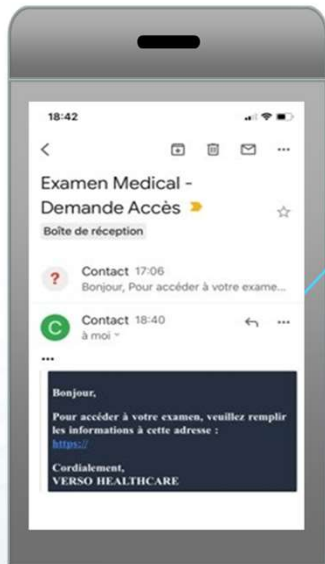 18:42
Examen Medical -
Demande Accès
Boîte de réception
?
Contact 17:06
Bonjour, Pour accéder à votre exame...
C
Contact 18:40
à moi
...
Bonjour,
Pour accéder à votre examen, veuillez remplir
les informations à cette adresse :
https://
Cordialement,
VERSO HEALTHCARE